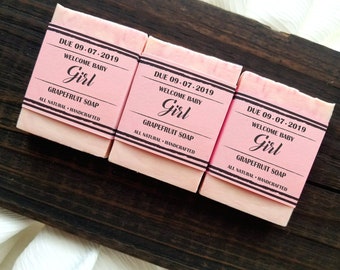 DUE 09·07·2019
WELCOME BABY
Girl
GRAPEFRUIT SOAP
ALL NATURAL • HANDCRAFTED
DUE 09·07·2019
WELCOME BABY
Girl
GRAPEFRUIT SOAP
ALL NATURAL • HANDCRAFTED
DUE 09·07·2019
WELCOME BABY
Girl
GRAPEFRUIT SOAP
ALL NATURAL • HANDCRAFTED